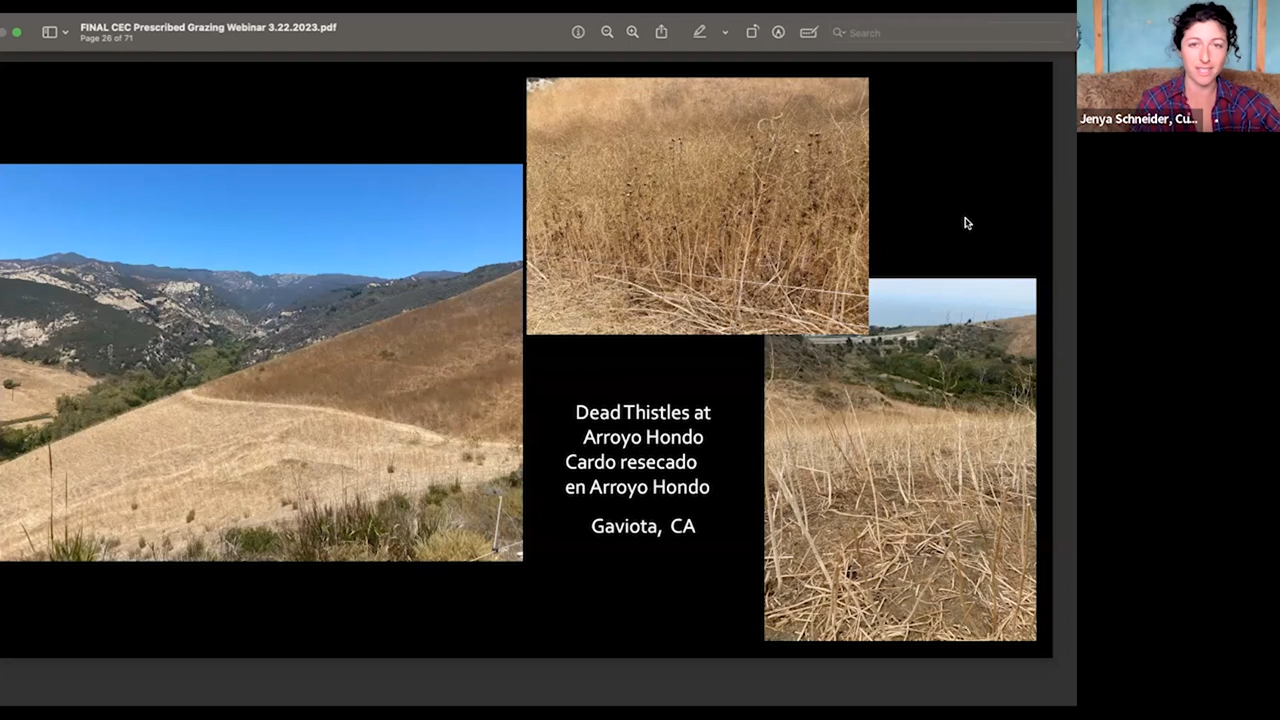 FINAL CEC Prescribed Grazing Webinar 3.22.2023.pdf
Page 26 of 71
Search
Jenya Schneider, Cu...
Dead Thistles at
Arroyo Hondo
Cardo resecado
en Arroyo Hondo
Gaviota, CA